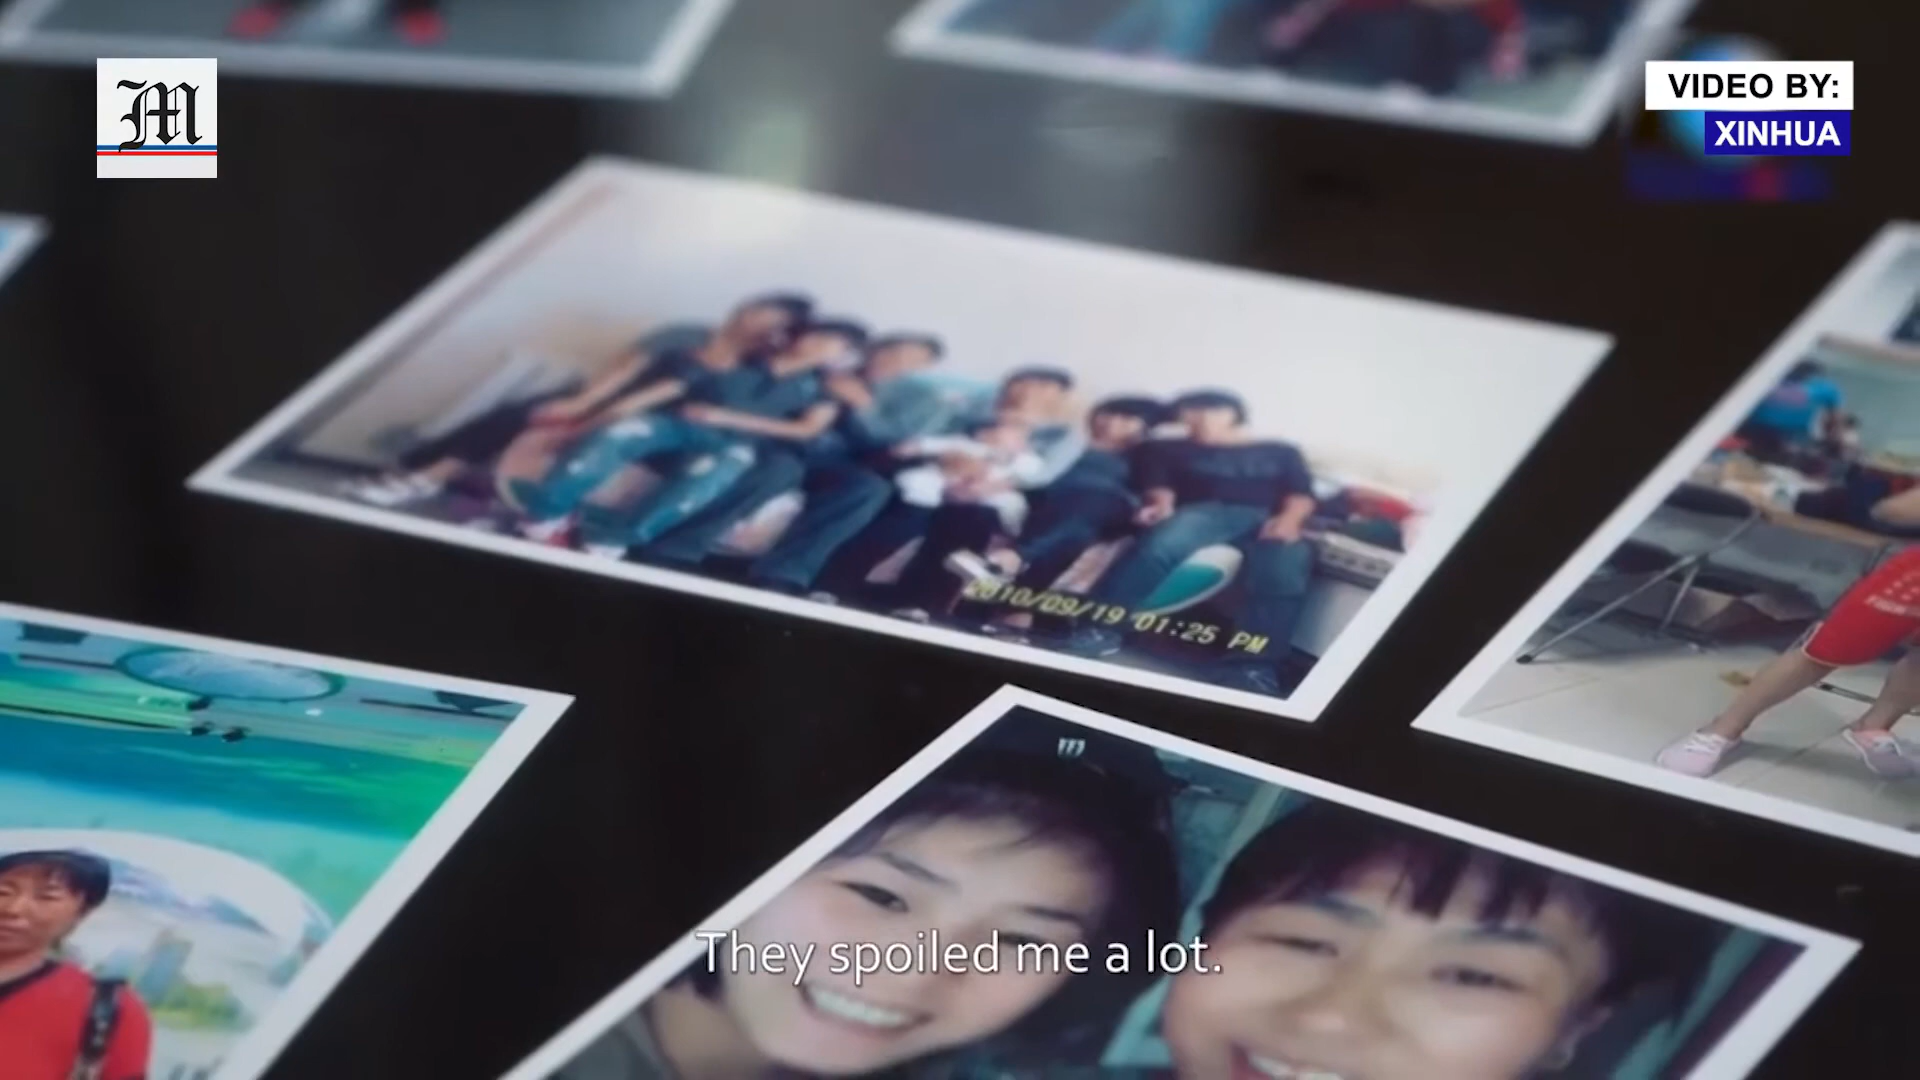 M
VIDEO BY:
XINHUA
2010/09/19 01:25 PM
They spoiled me a lot.